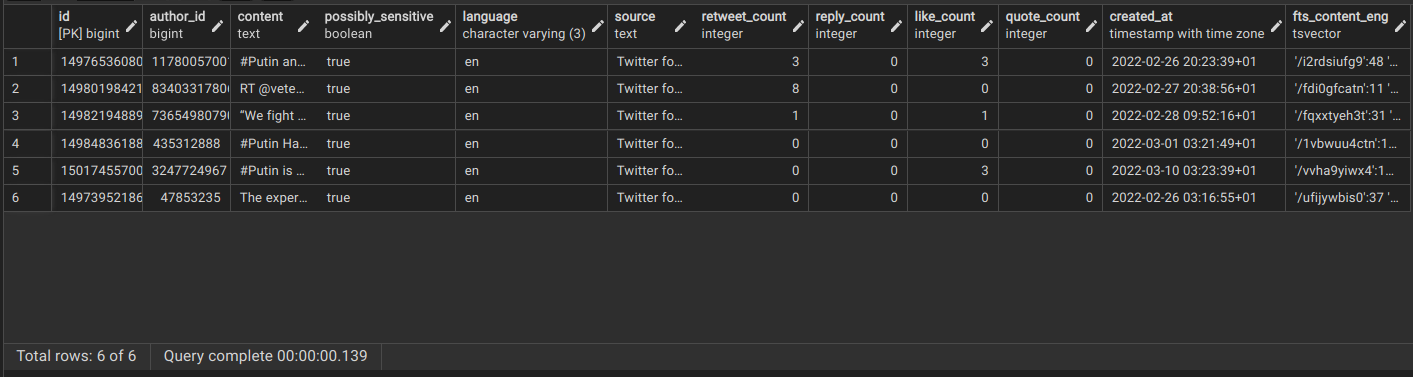 id author_id content possibly_sensitive language source retweet_count reply_count like_count quote_count created_at fts_content_eng
[PK] bigint bigint text boolean character varying (3) text integer integer integer integer timestamp with time zone tsvector
1 14976536080 1178005700 #Putin an... true en Twitter fo... 3 0 3 0 2022-02-26 20:23:39+01 '/i2rdsiufg9':48 '...
2 14980198421 8340331780 RT @vete... true en Twitter fo... 8 0 0 0 2022-02-27 20:38:56+01 '/fdi0gfcatn':11 '...
3 14982194889 7365498079 “We fight ... true en Twitter fo... 1 0 1 0 2022-02-28 09:52:16+01 '/fqxxtyeh3t':31 '...
4 14984836188 435312888 #Putin Ha... true en Twitter fo... 0 0 0 0 2022-03-01 03:21:49+01 '/1vbwuu4ctn':1...
5 15017455700 3247724967 #Putin is ... true en Twitter fo... 0 0 3 0 2022-03-10 03:23:39+01 '/vvha9yiwx4':1...
6 14973952186 47853235 The exper... true en Twitter fo... 0 0 0 0 2022-02-26 03:16:55+01 '/ufijywbis0':37 '...
Total rows: 6 of 6 Query complete 00:00:00.139